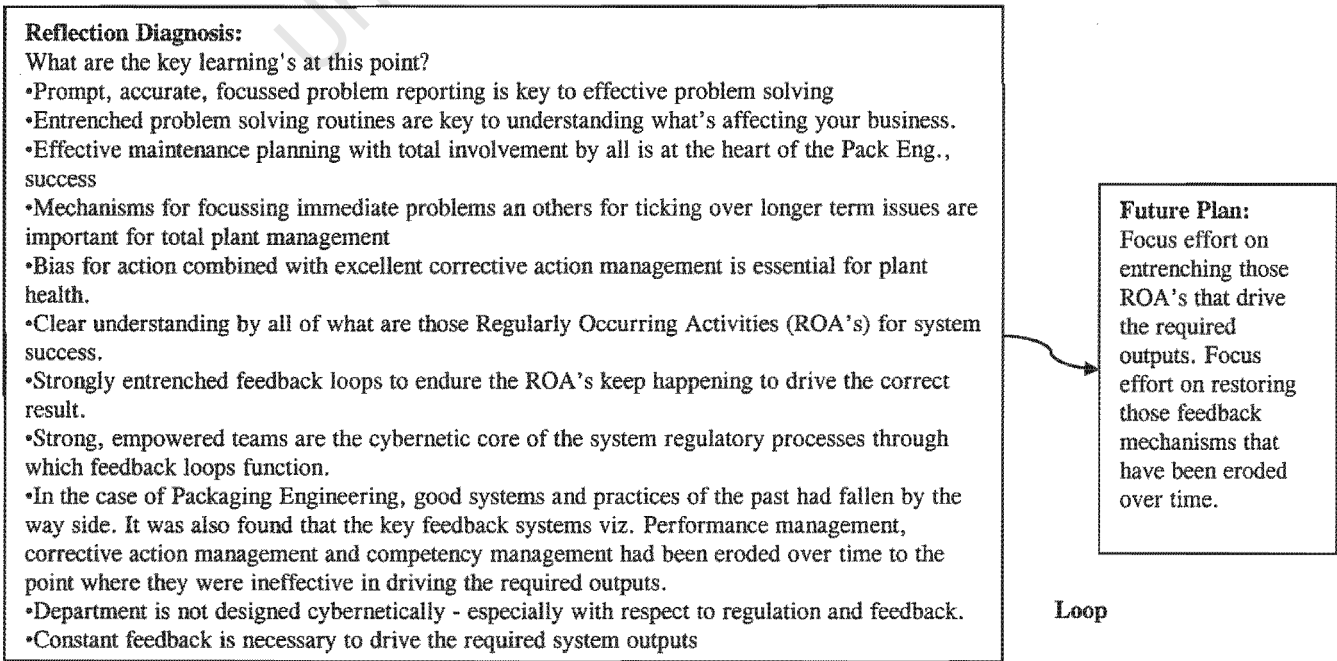 Reflection Diagnosis:
What are the key learning's at this point?
•Prompt, accurate, focussed problem reporting is key to effective problem solving
•Entrenched problem solving routines are key to understanding what's affecting your business.
•Effective maintenance planning with total involvement by all is at the heart of the Pack Eng.,
success
•Mechanisms for focussing immediate problems an others for ticking over longer term issues are
important for total plant management
•Bias for action combined with excellent corrective action management is essential for plant
health.
•Clear understanding by all of what are those Regularly Occurring Activities (ROA's) for system
success.
•Strongly entrenched feedback loops to endure the ROA's keep happening to drive the correct
result.
•Strong, empowered teams are the cybernetic core of the system regulatory processes through
which feedback loops function.
•In the case of Packaging Engineering, good systems and practices of the past had fallen by the
way side. It was also found that the key feedback systems viz. Performance management,
corrective action management and competency management had been eroded over time to the
point where they were ineffective in driving the required outputs.
•Department is not designed cybernetically - especially with respect to regulation and feedback.
•Constant feedback is necessary to drive the required system outputs
Future Plan:
Focus effort on
entrenching those
ROA's that drive
the required
outputs. Focus
effort on restoring
those feedback
mechanisms that
have been eroded
over time.
Loop